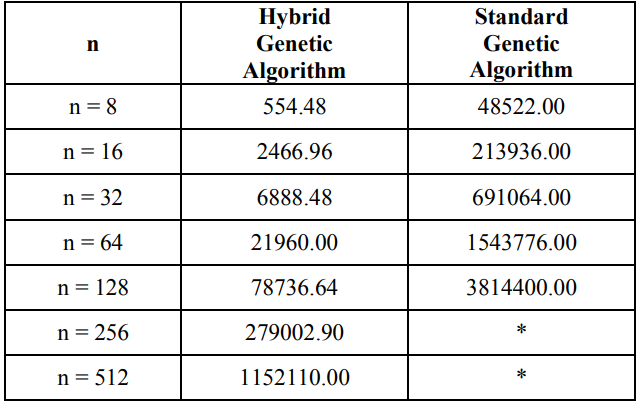 n Hybrid Genetic Algorithm Standard Genetic Algorithm
n = 8 554.48 48522.00
n = 16 2466.96 213936.00
n = 32 6888.48 691064.00
n = 64 21960.00 1543776.00
n = 128 78736.64 3814400.00
n = 256 279002.90 *
n = 512 1152110.00 *